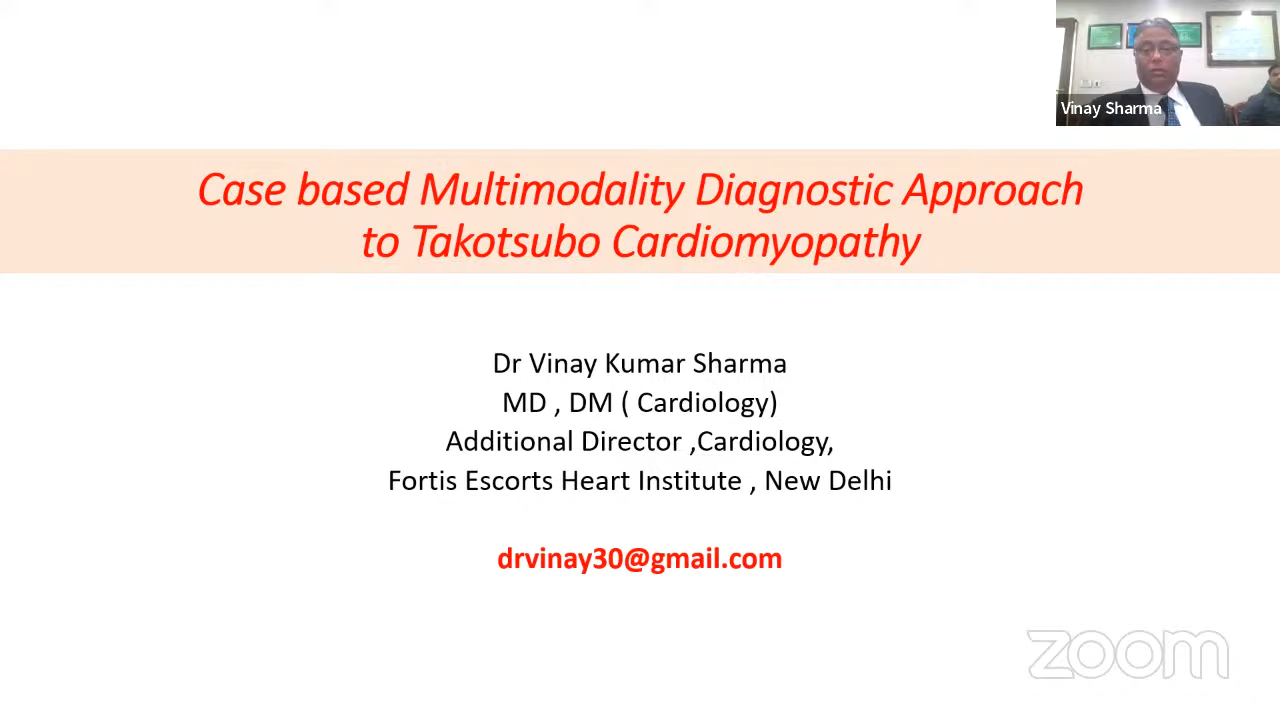 Vinay Sharma
Case based Multimodality Diagnostic Approach
to Takotsubo Cardiomyopathy
Dr Vinay Kumar Sharma
MD , DM ( Cardiology)
Additional Director ,Cardiology,
Fortis Escorts Heart Institute , New Delhi
drvinay30@gmail.com
zoom